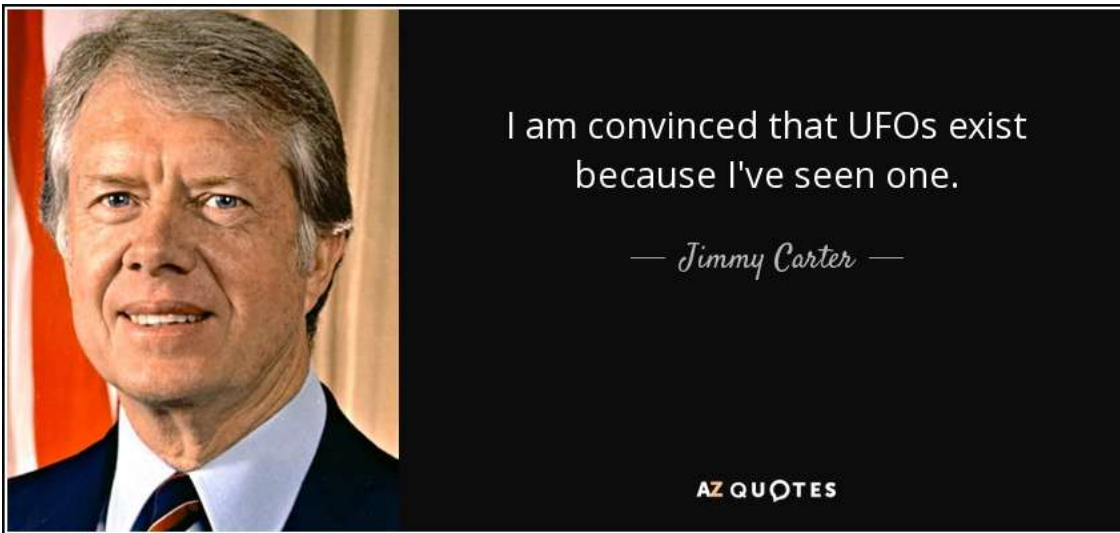 I am convinced that UFOs exist
because I've seen one.
— Jimmy Carter —
AZ QUOTES